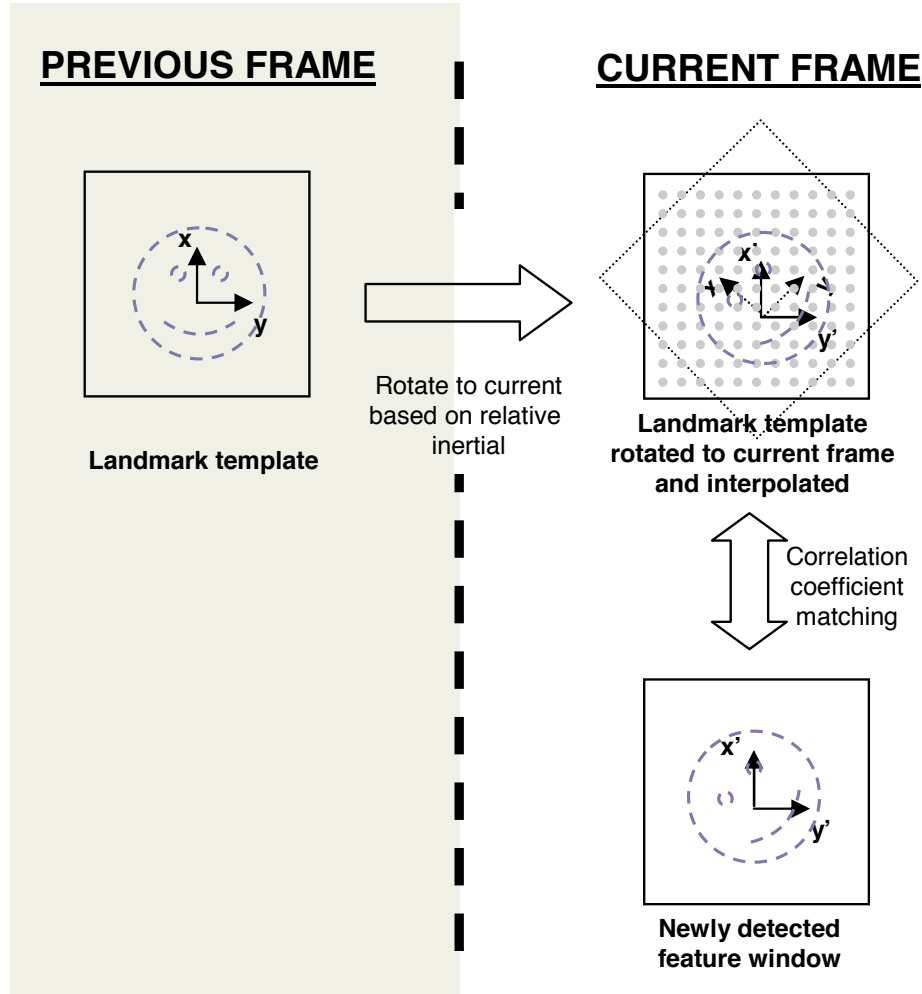 PREVIOUS FRAME
CURRENT FRAME
x
y
Landmark template
Rotate to current
based on relative
inertial
x'
x
y
y'
Landmark template
rotated to current frame
and interpolated
Correlation
coefficient
matching
x'
y'
Newly detected
feature window